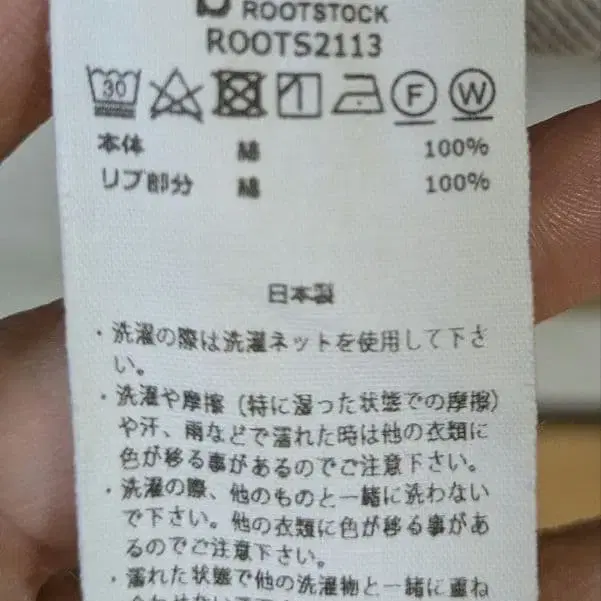 ROOTSTOCK
ROOTS2113
30 F W
本体 綿 100%
リブ部分 綿 100%
日本製
・洗濯の際は洗濯ネットを使用して下さ
い。
・洗濯や摩擦(特に湿った状態での摩擦)
や汗、雨などで濡れた時は他の衣類に
色が移る事があるのでご注意下さい。
・洗濯の際、他のものと一緒に洗わない
で下さい。他の衣類に色が移る事があ
るのでご注意下さい。
・濡れた状態で他の洗濯物と一緒に重ね